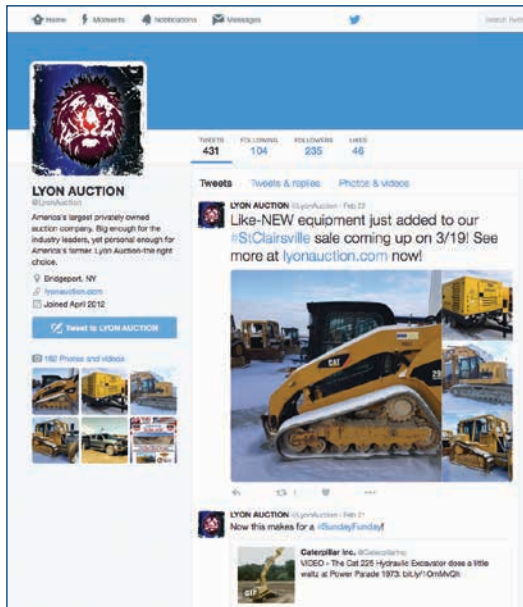 Home Moments Notifications Messages
TWEETS FOLLOWING FOLLOWERS LIKES
431 104 235 46
LYON AUCTION
@LyonAuction
America's largest privately owned
auction company. Big enough for the
industry leaders, yet personal enough for
America's farmer. Lyon Auction-the right
choice.
Bridgeport, NY
lyonauction.com
Joined April 2012
Tweet to LYON AUCTION
Photos and videos
Tweets Tweets & replies Photos & videos
LYON AUCTION @LyonAuction · Feb
Like-NEW equipment just added to our
#StClairsville sale coming up on 3/19! See
more at lyonauction.com now!
CAT
1
LYON AUCTION @LyonAuction · Feb 21
Now this makes for a #SundayFunday!
Caterpillar Inc. @CaterpillarInc
VIDEO - The Cat 225 Hydraulic Excavator does a little
waltz at Power Parade 1973:
GIF